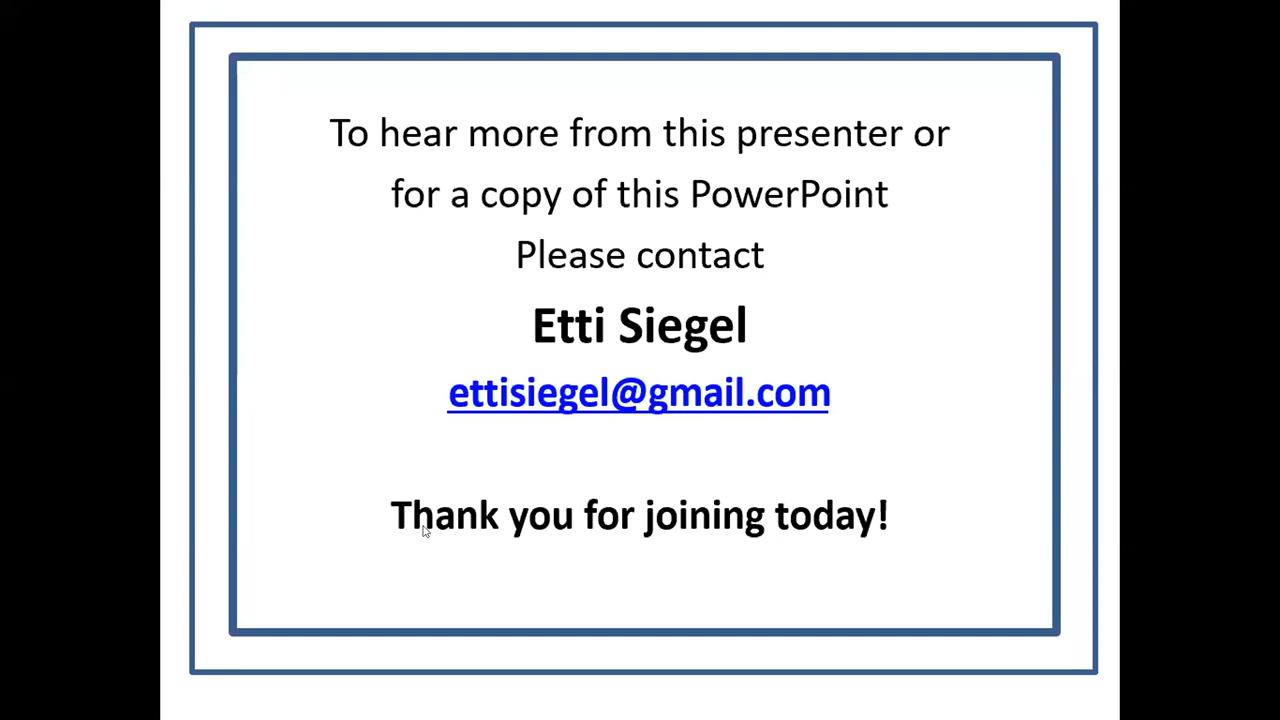 To hear more from this presenter or
for a copy of this PowerPoint
Please contact
Etti Siegel
ettisiegel@gmail.com
Thank you for joining today!